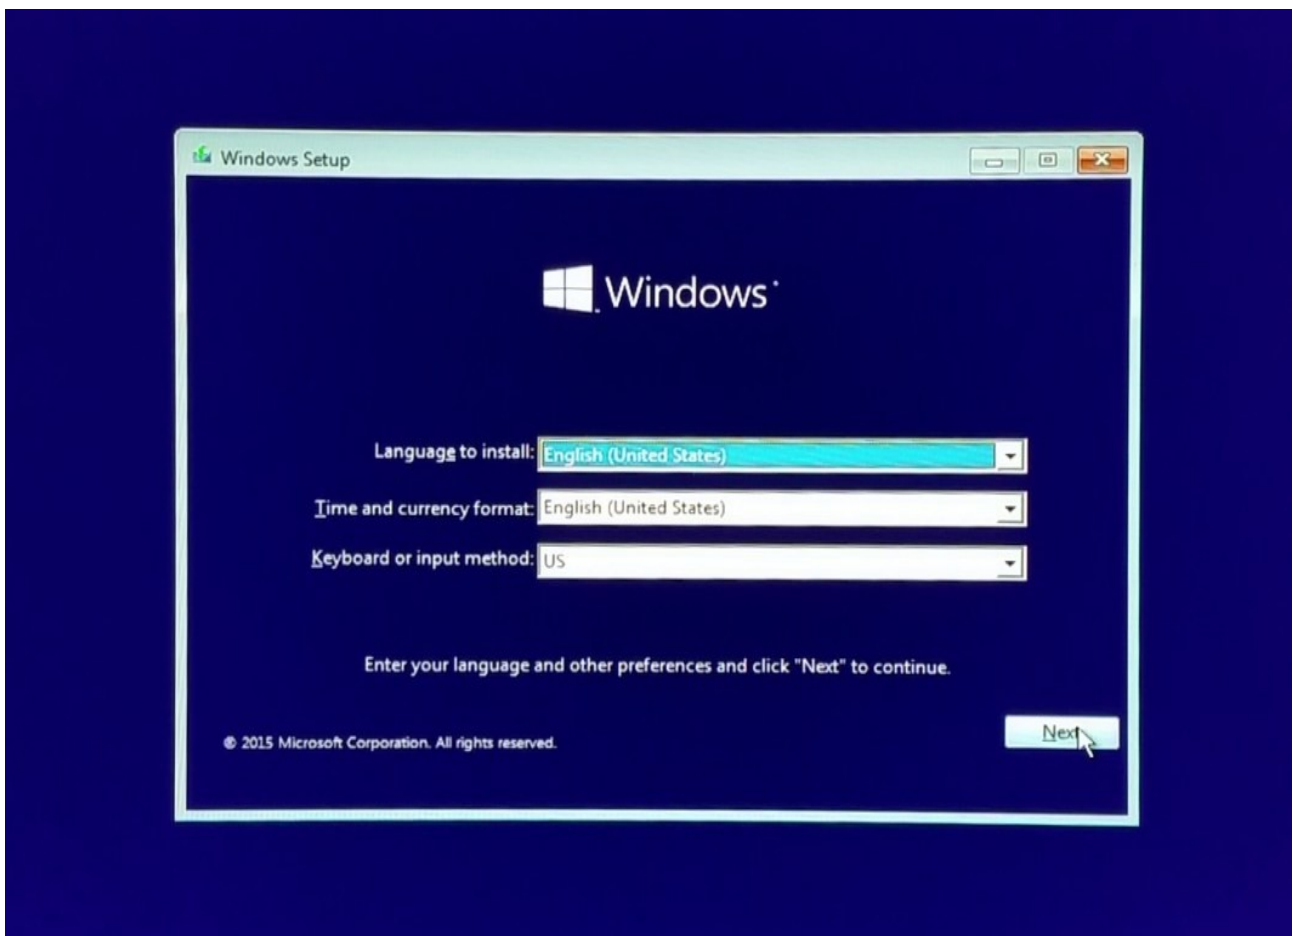 Windows Setup
Windows
Language to install: English (United States)
Time and currency format: English (United States)
Keyboard or input method: US
Enter your language and other preferences and click "Next" to continue.
© 2015 Microsoft Corporation. All rights reserved.
Next